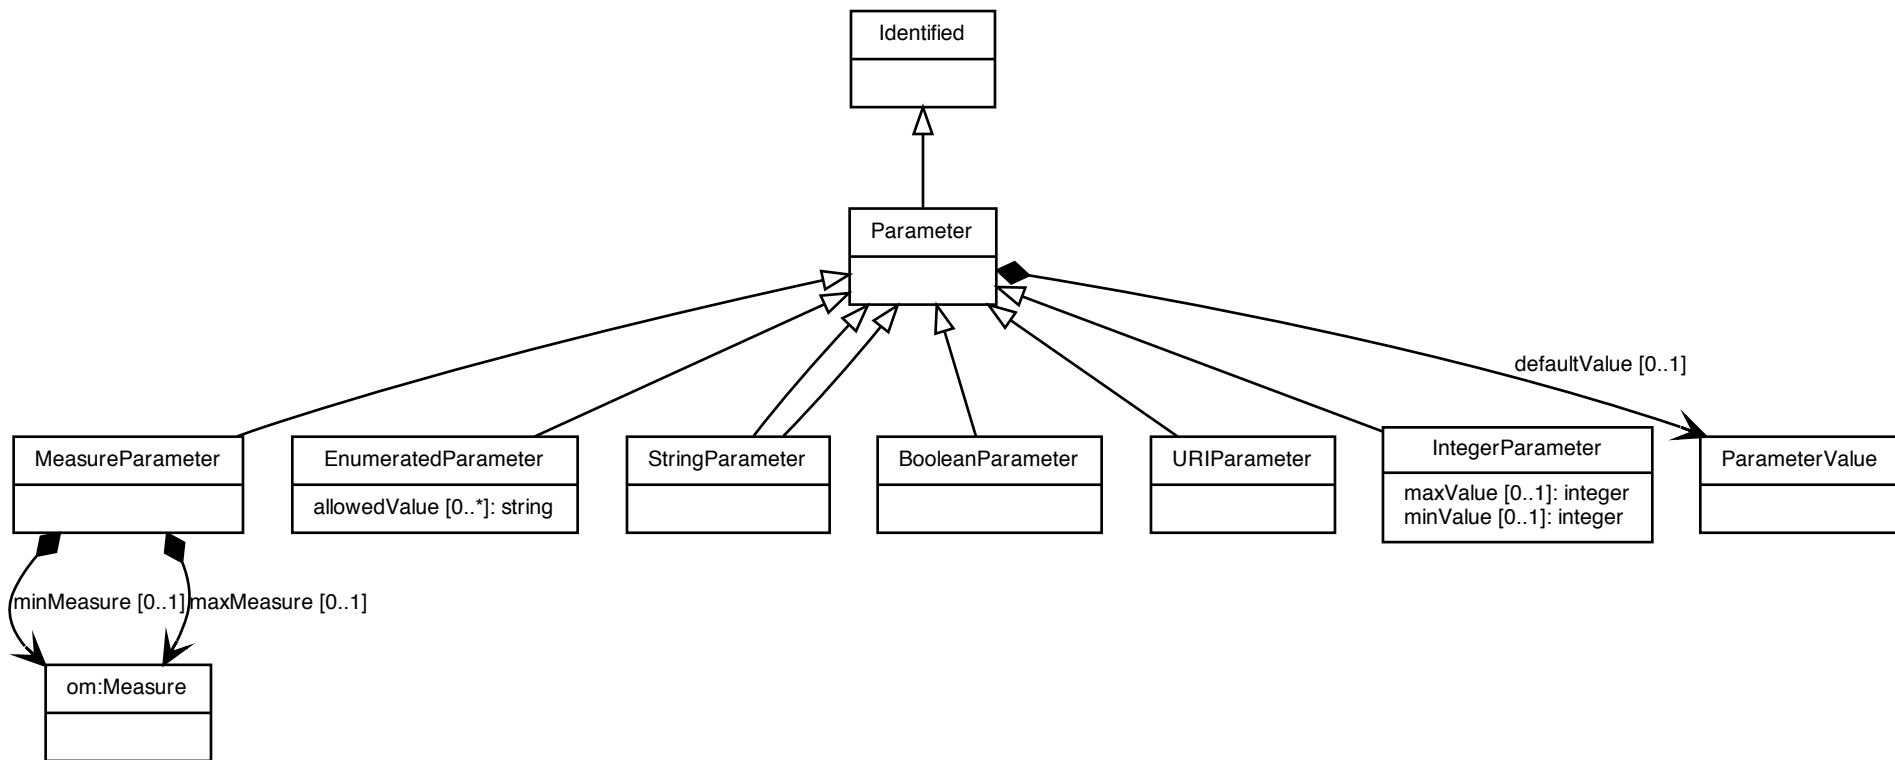 Identified
Parameter
defaultValue [0..1]
MeasureParameter
EnumeratedParameter
allowedValue [0..*]: string
StringParameter
BooleanParameter
URIParameter
IntegerParameter
maxValue [0..1]: integer
minValue [0..1]: integer
ParameterValue
minMeasure [0..1]
maxMeasure [0..1]
om:Measure